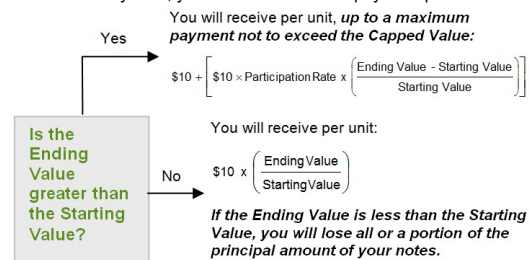 You will receive per unit, up to a maximum
payment not to exceed the Capped Value:
Yes
$10 + [ $10 × Participation Rate x ( Ending Value - Starting Value / Starting Value ) ]
Is the
Ending
Value
greater than
the Starting
Value?
You will receive per unit:
No
$10 x ( Ending Value / Starting Value )
If the Ending Value is less than the Starting
Value, you will lose all or a portion of the
principal amount of your notes.